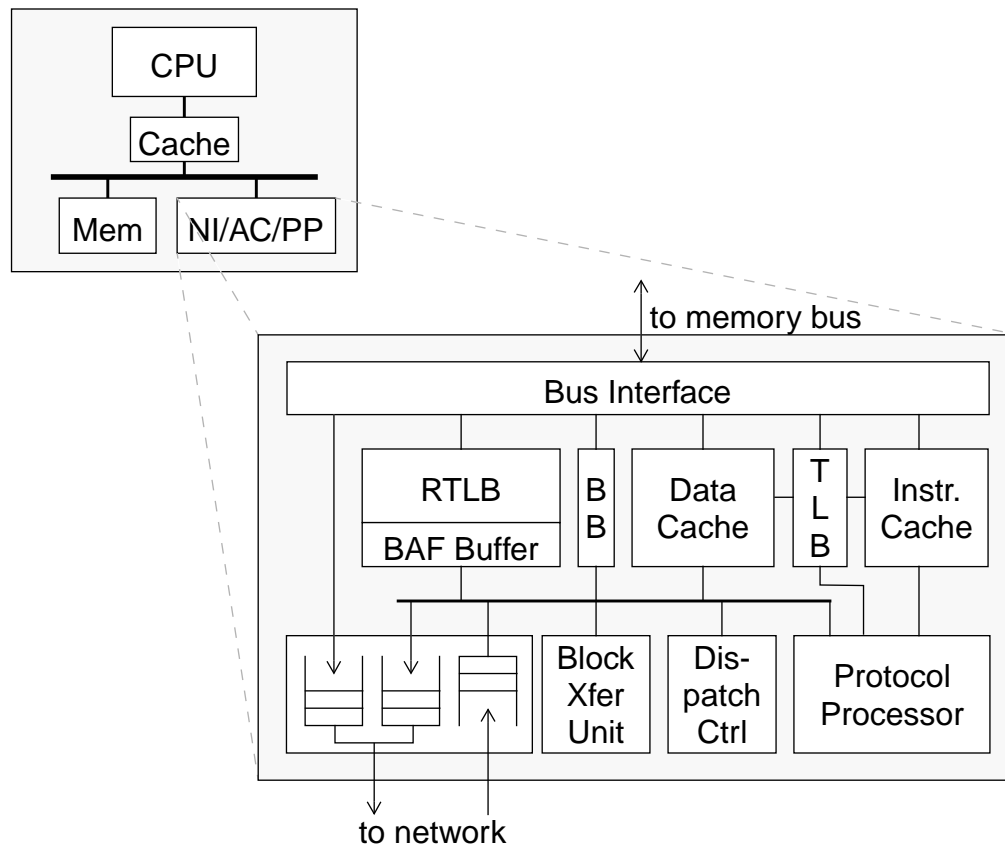 CPU
Cache
Mem
NI/AC/PP
to memory bus
Bus Interface
RTLB
BAF Buffer
B
B
Data
Cache
T
L
B
Instr.
Cache
Block
Xfer
Unit
Dis-
patch
Ctrl
Protocol
Processor
to network